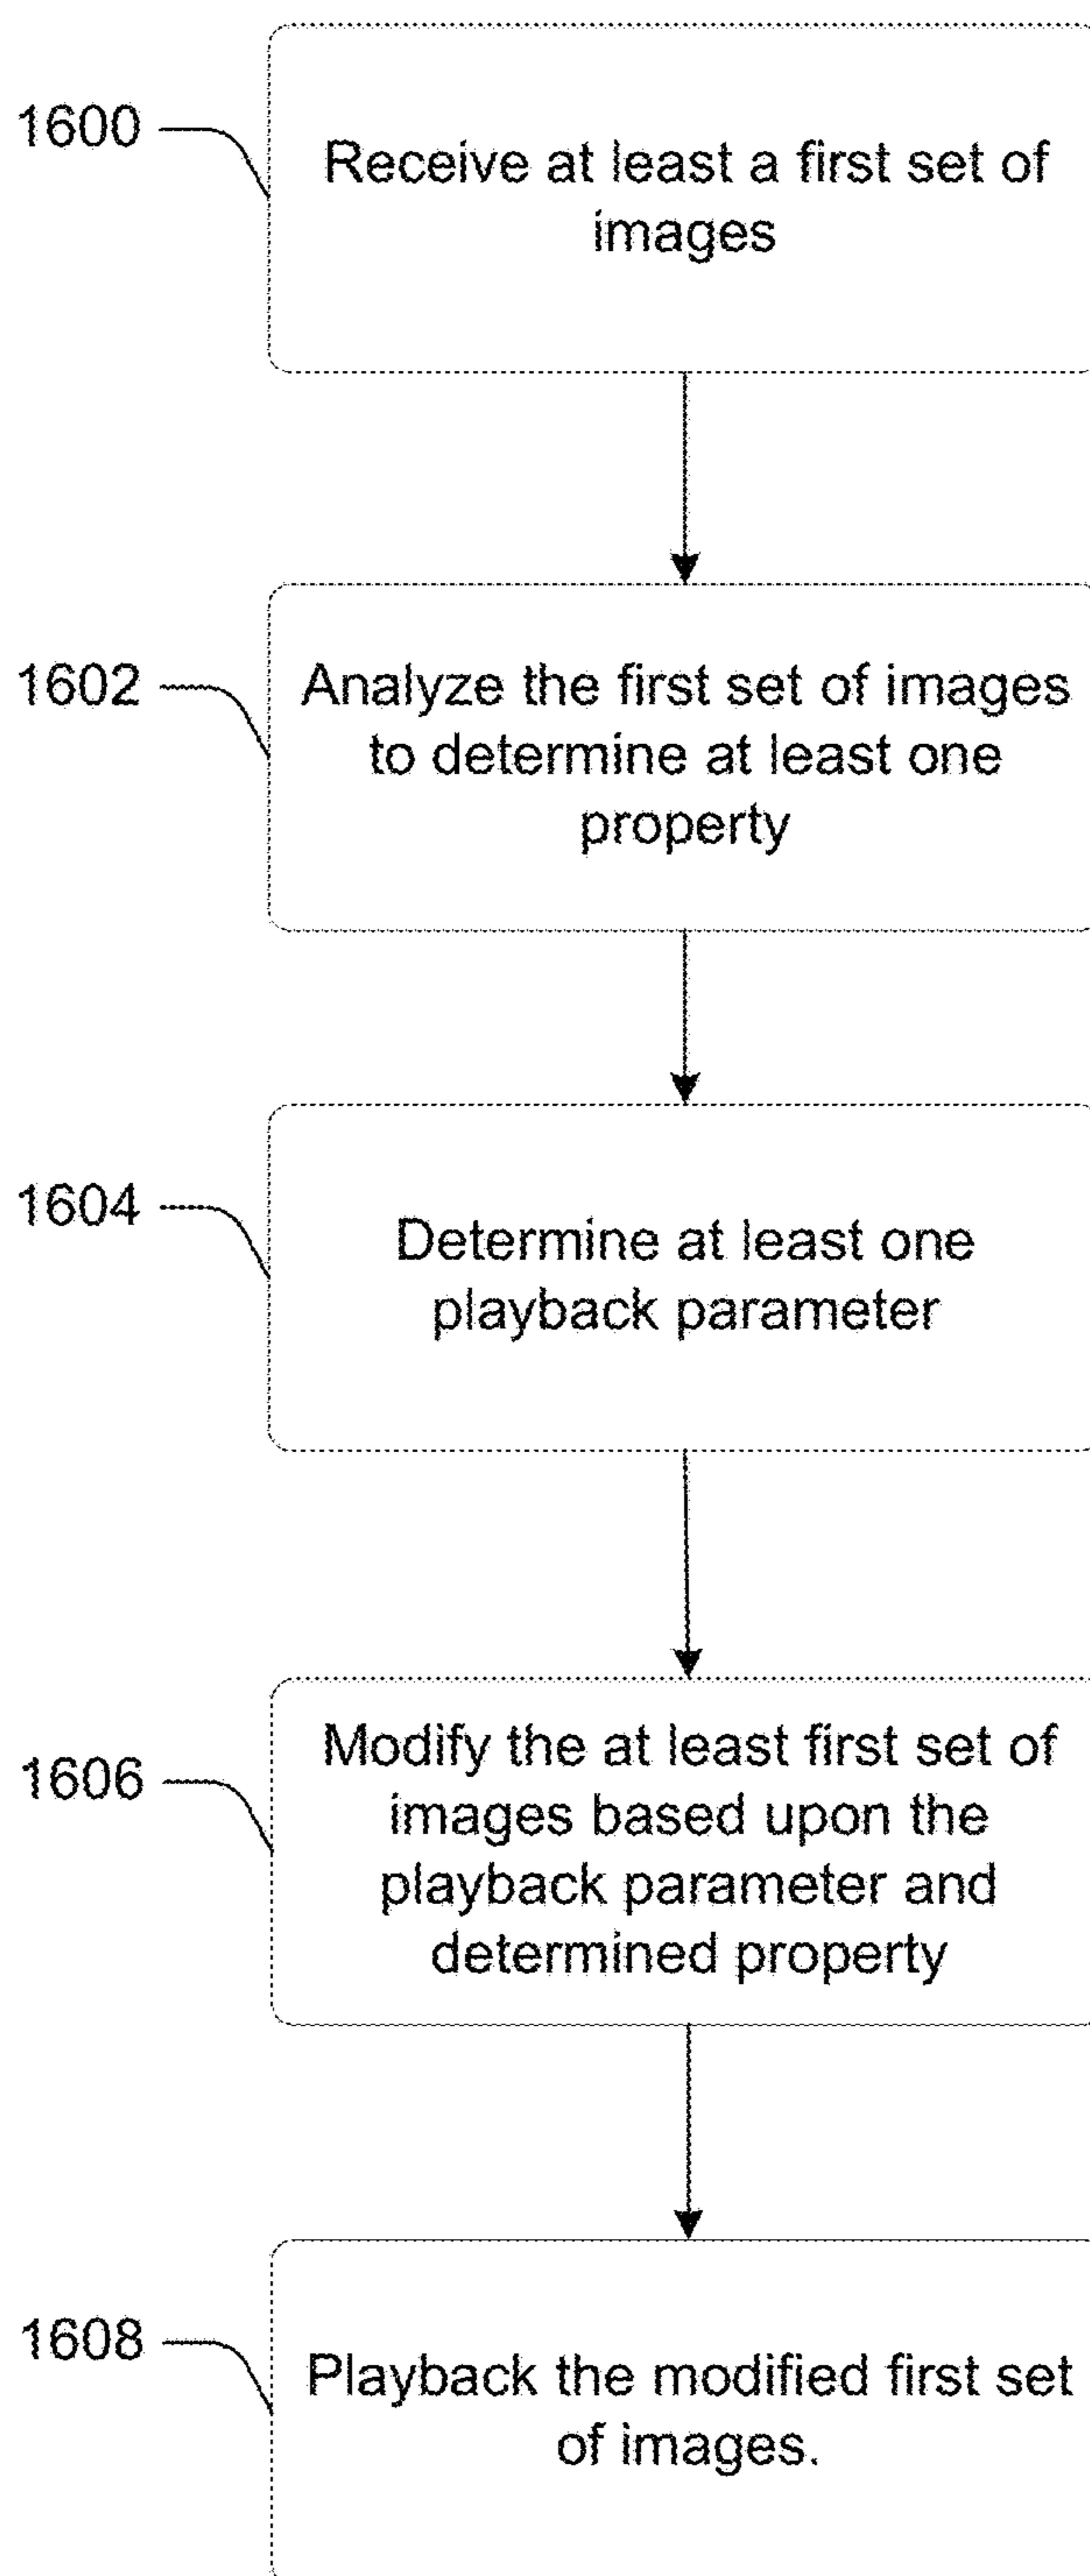 1600
Receive at least a first set of
images
1602
Analyze the first set of images
to determine at least one
property
1604
Determine at least one
playback parameter
1606
Modify the at least first set of
images based upon the
playback parameter and
determined property
1608
Playback the modified first set
of images.